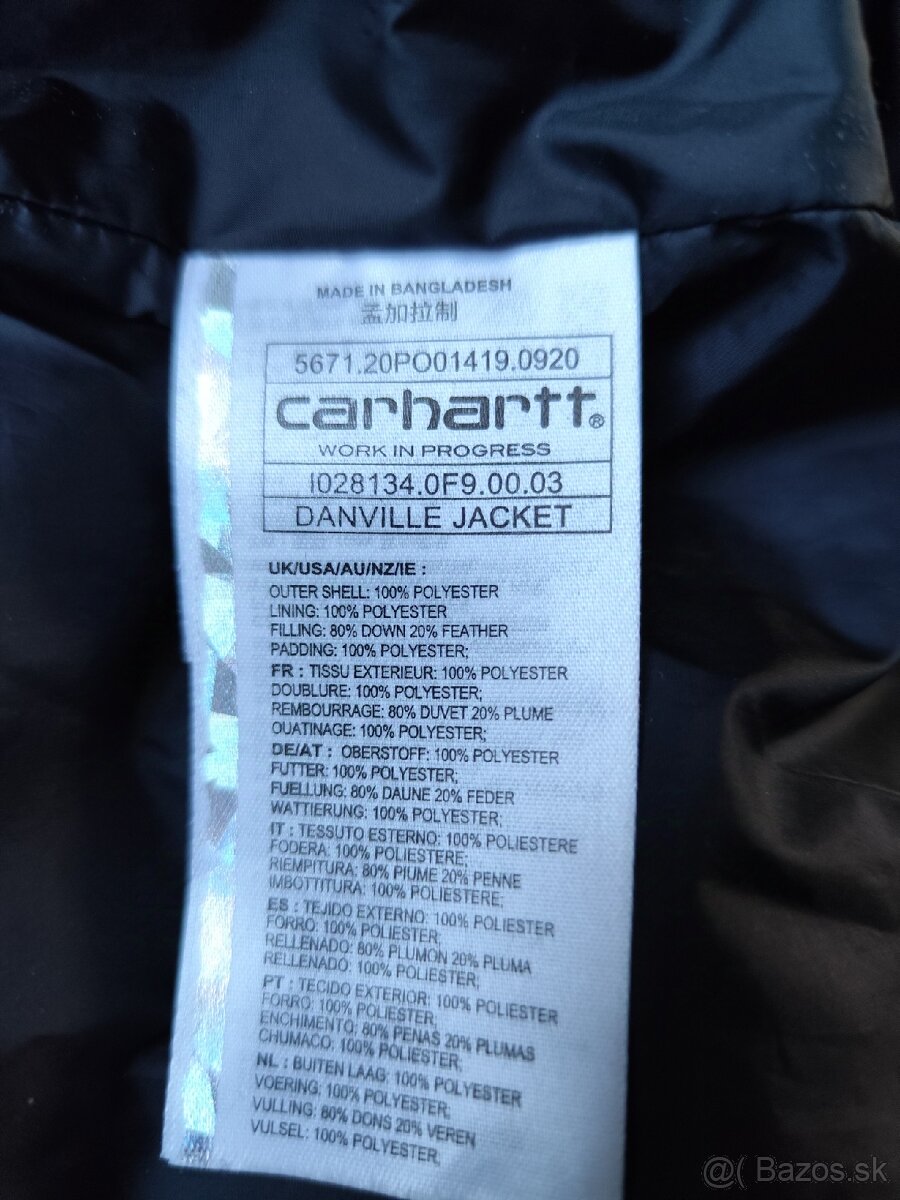 MADE IN BANGLADESH
孟加拉制
5671.20PO01419.0920
carhartt®
WORK IN PROGRESS
I028134.0F9.00.03
DANVILLE JACKET
UK/USA/AU/NZ/IE :
OUTER SHELL: 100% POLYESTER
LINING: 100% POLYESTER
FILLING: 80% DOWN 20% FEATHER
PADDING: 100% POLYESTER;
FR : TISSU EXTERIEUR: 100% POLYESTER
DOUBLURE: 100% POLYESTER;
REMBOURRAGE: 80% DUVET 20% PLUME
OUATINAGE: 100% POLYESTER;
DE/AT : OBERSTOFF: 100% POLYESTER
FUTTER: 100% POLYESTER;
FUELLUNG: 80% DAUNE 20% FEDER
WATTIERUNG: 100% POLYESTER;
IT : TESSUTO ESTERNO: 100% POLIESTERE
FODERA: 100% POLIESTERE;
RIEMPITURA: 80% PIUME 20% PENNE
IMBOTTITURA: 100% POLIESTERE;
ES : TEJIDO EXTERNO: 100% POLIESTER
FORRO: 100% POLIESTER;
RELLENADO: 80% PLUMON 20% PLUMA
RELLENADO: 100% POLIESTER;
PT : TECIDO EXTERIOR: 100% POLIESTER
FORRO: 100% POLIESTER;
ENCHIMENTO: 80% PENAS 20% PLUMAS
CHUMACO: 100% POLIESTER;
NL : BUITEN LAAG: 100% POLYESTER
VOERING: 100% POLYESTER;
VULLING: 80% DONS 20% VEREN
VULSEL: 100% POLYESTER;
@( Bazos.sk